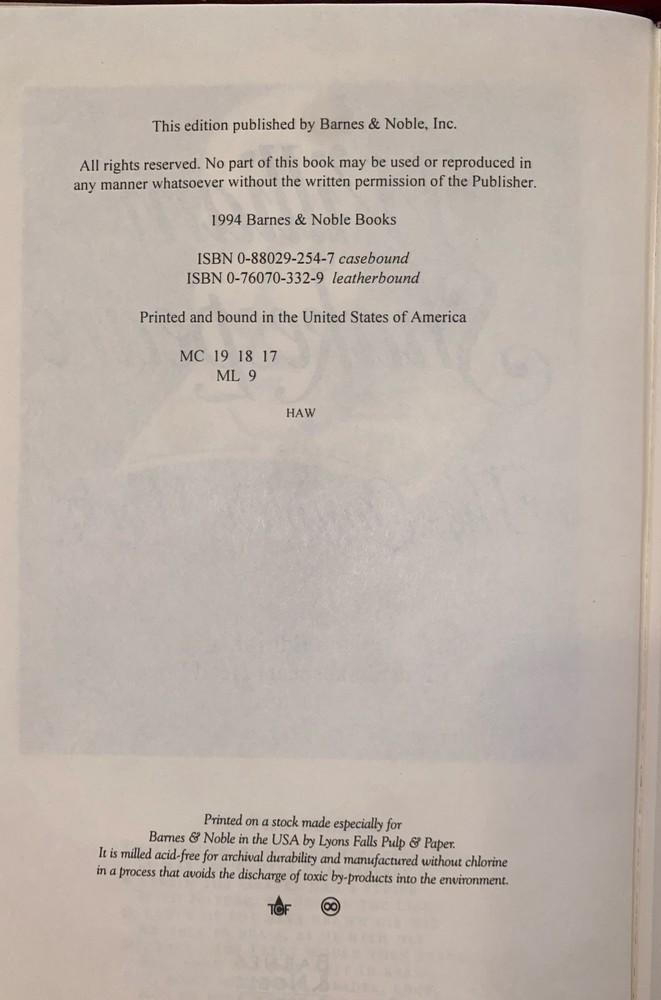 This edition published by Barnes & Noble, Inc.
All rights reserved. No part of this book may be used or reproduced in
any manner whatsoever without the written permission of the Publisher.
1994 Barnes & Noble Books
ISBN 0-88029-254-7 casebound
ISBN 0-76070-332-9 leatherbound
Printed and bound in the United States of America
MC 19 18 17
ML 9
HAW
Printed on a stock made especially for
Barnes & Noble in the USA by Lyons Falls Pulp & Paper.
It is milled acid-free for archival durability and manufactured without chlorine
in a process that avoids the discharge of toxic by-products into the environment.
TCF